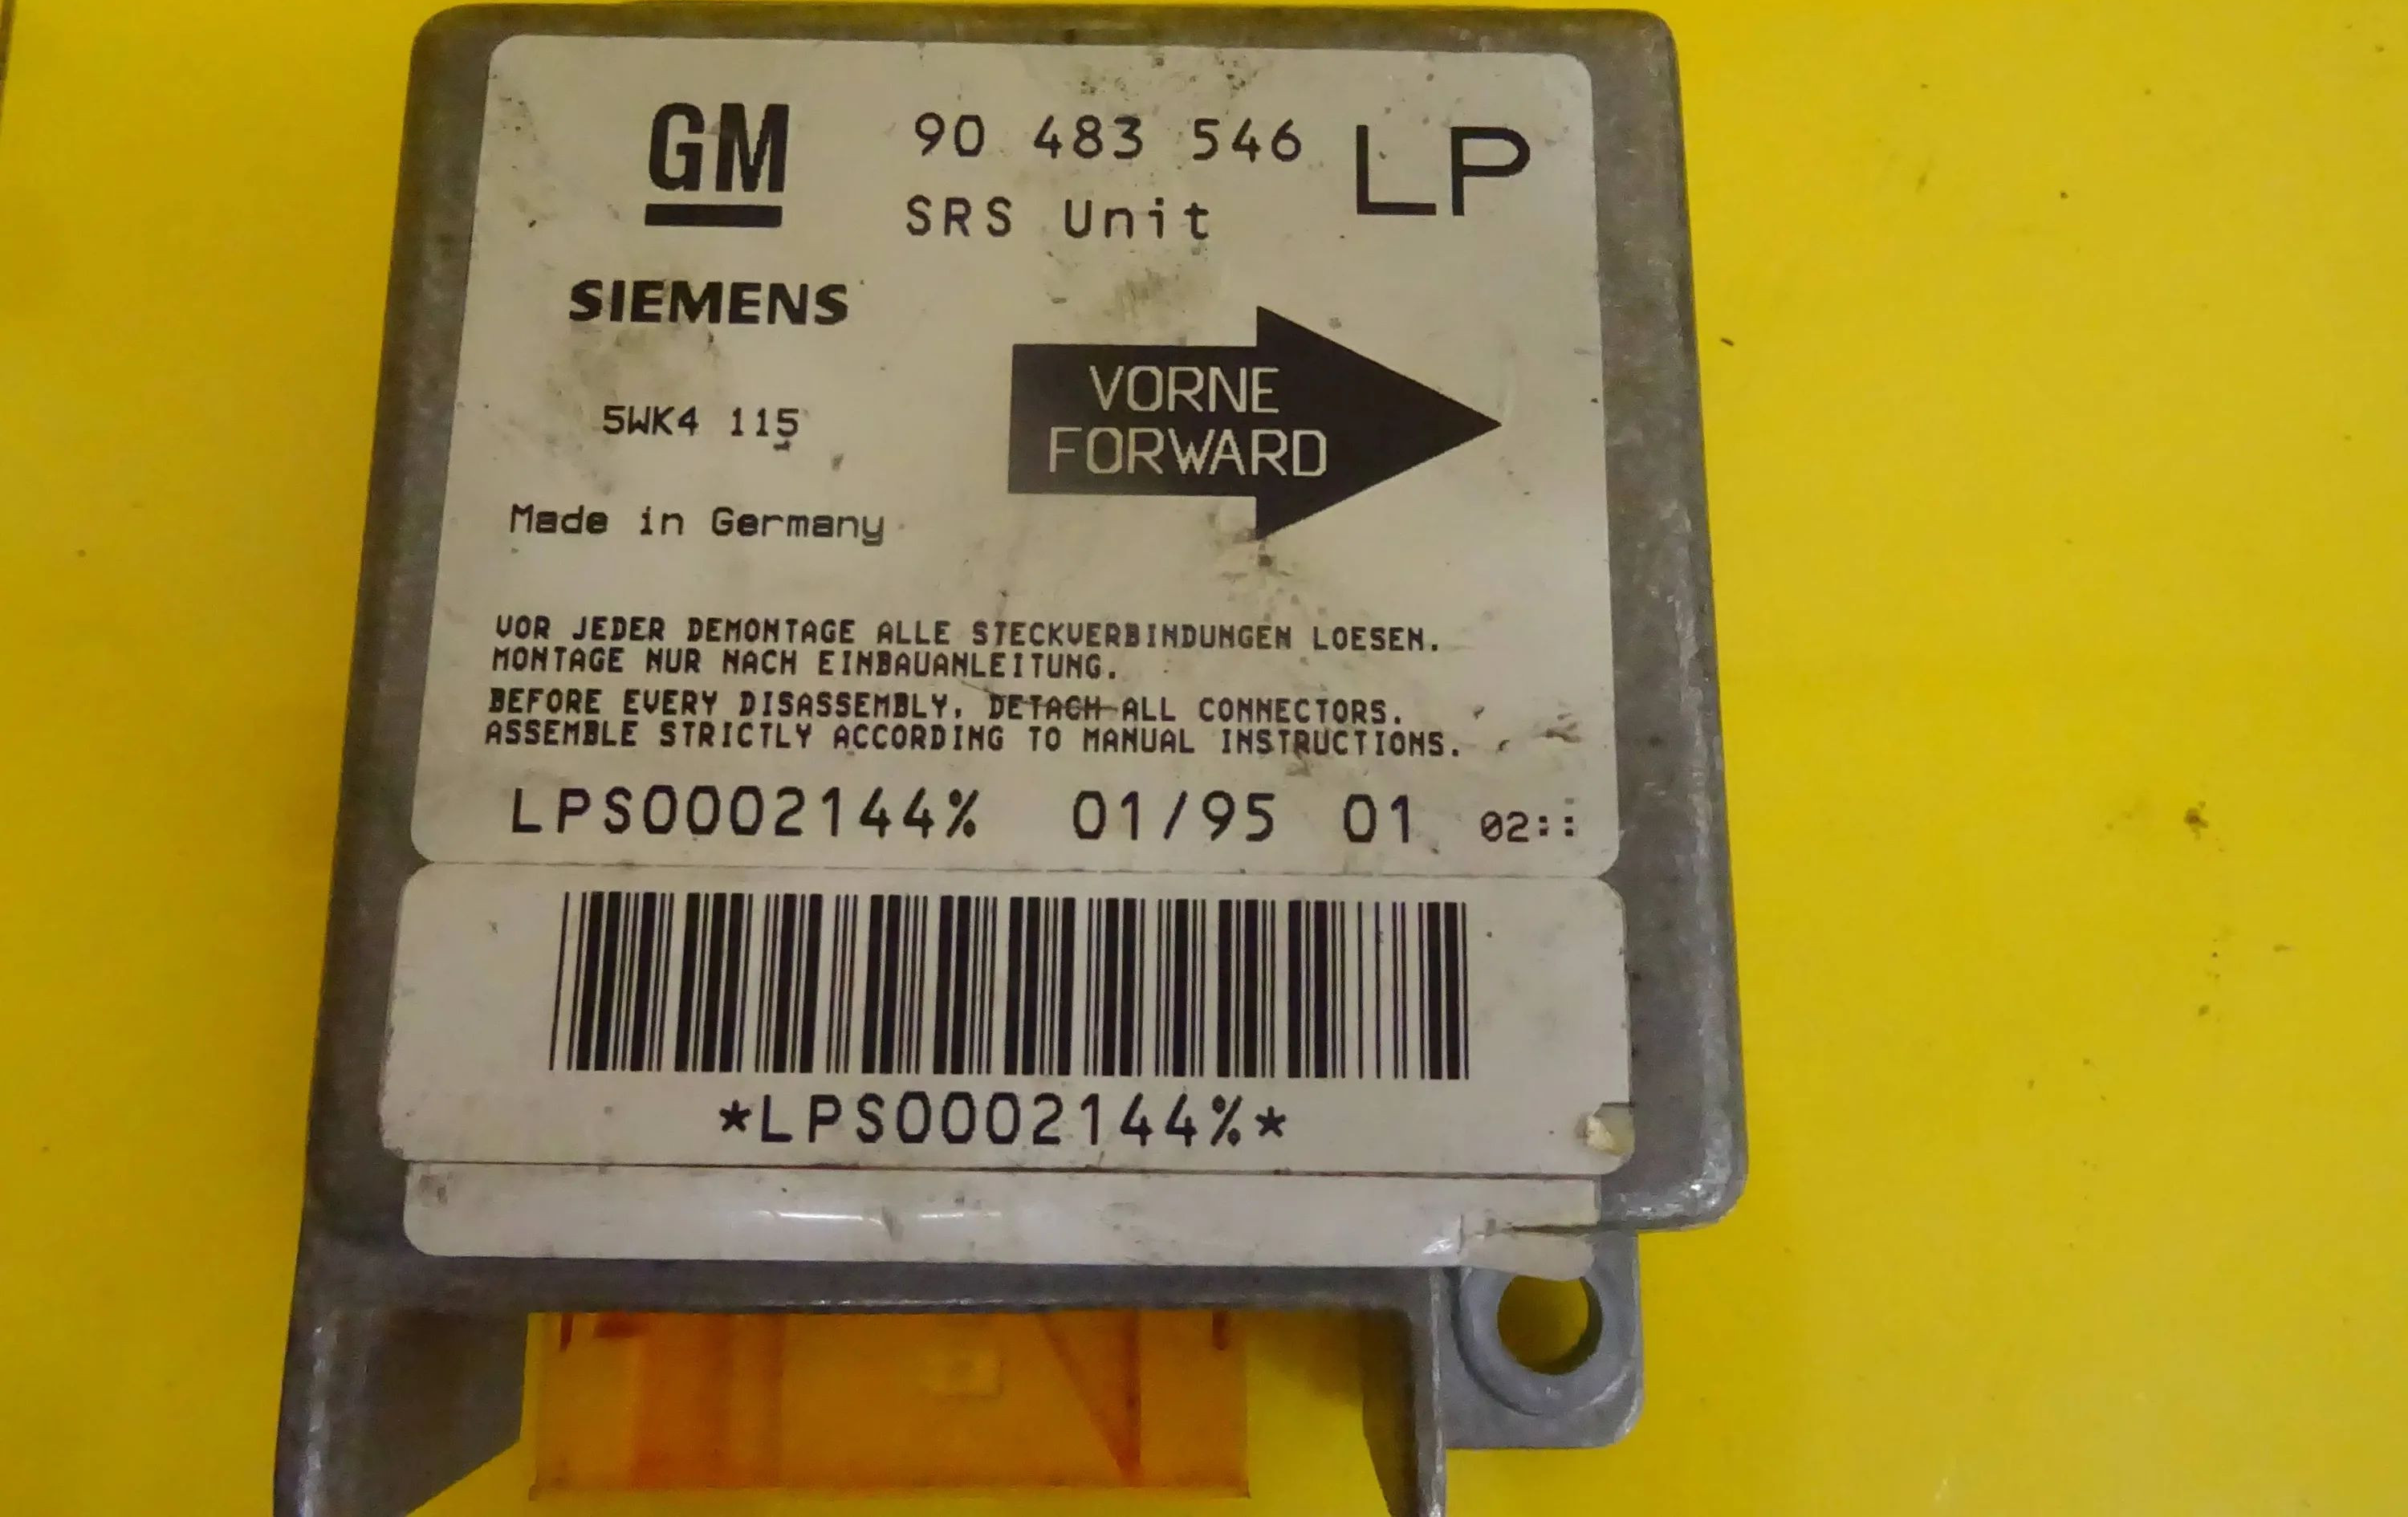 GM 90 483 546 LP
SRS Unit
SIEMENS
VORNE
FORWARD
5WK4 115
Made in Germany
VOR JEDER DEMONTAGE ALLE STECKVERBINDUNGEN LOESEN.
MONTAGE NUR NACH EINBAUANLEITUNG.
BEFORE EVERY DISASSEMBLY, DETACH ALL CONNECTORS.
ASSEMBLE STRICTLY ACCORDING TO MANUAL INSTRUCTIONS.
LPS0002144% 01/95 01 02::
*LPS0002144%*